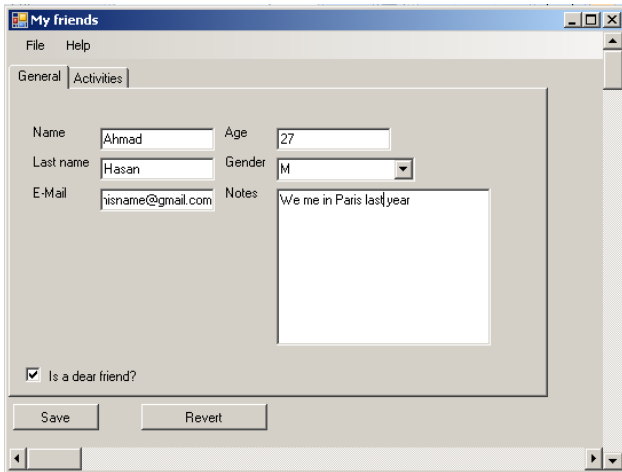 My friends
File Help
General Activities
Name Ahmad Age 27
Last name Hasan Gender M
E-Mail hisname@gmail.com Notes We me in Paris last year
Is a dear friend?
Save Revert